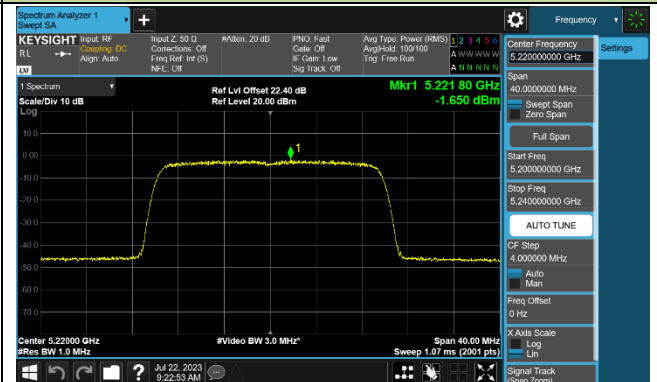 Spectrum Analyzer 1
Swept SA
+
Frequency
KEYSIGHT
RL
LXI
Input: RF
Coupling: DC
Align: Auto
Input Z: 50 Ω
Corrections: Off
Freq Ref: Int (S)
NFE: Off
#Atten: 20 dB
PNO: Fast
Gate: Off
IF Gain: Low
Sig Track: Off
Avg Type: Power (RMS)
Avg|Hold: 100/100
Trig: Free Run
1 2 3 4 5 6
A W W W W W
A N N N N N
1 Spectrum
Scale/Div 10 dB
Log
Ref Lvl Offset 22.40 dB
Ref Level 20.00 dBm
Mkr1 5.221 80 GHz
-1.650 dBm
1
10.0
0.00
-10.0
-20.0
-30.0
-40.0
-50.0
-60.0
-70.0
Center 5.22000 GHz
#Res BW 1.0 MHz
#Video BW 3.0 MHz*
Span 40.00 MHz
Sweep 1.07 ms (2001 pts)
Jul 22, 2023
9:22:53 AM
?
Center Frequency
5.220000000 GHz
Settings
Span
40.0000000 MHz
Swept Span
Zero Span
Full Span
Start Freq
5.200000000 GHz
Stop Freq
5.240000000 GHz
AUTO TUNE
CF Step
4.000000 MHz
Auto
Man
Freq Offset
0 Hz
X Axis Scale
Log
Lin
Signal Track
(Span Zoom)